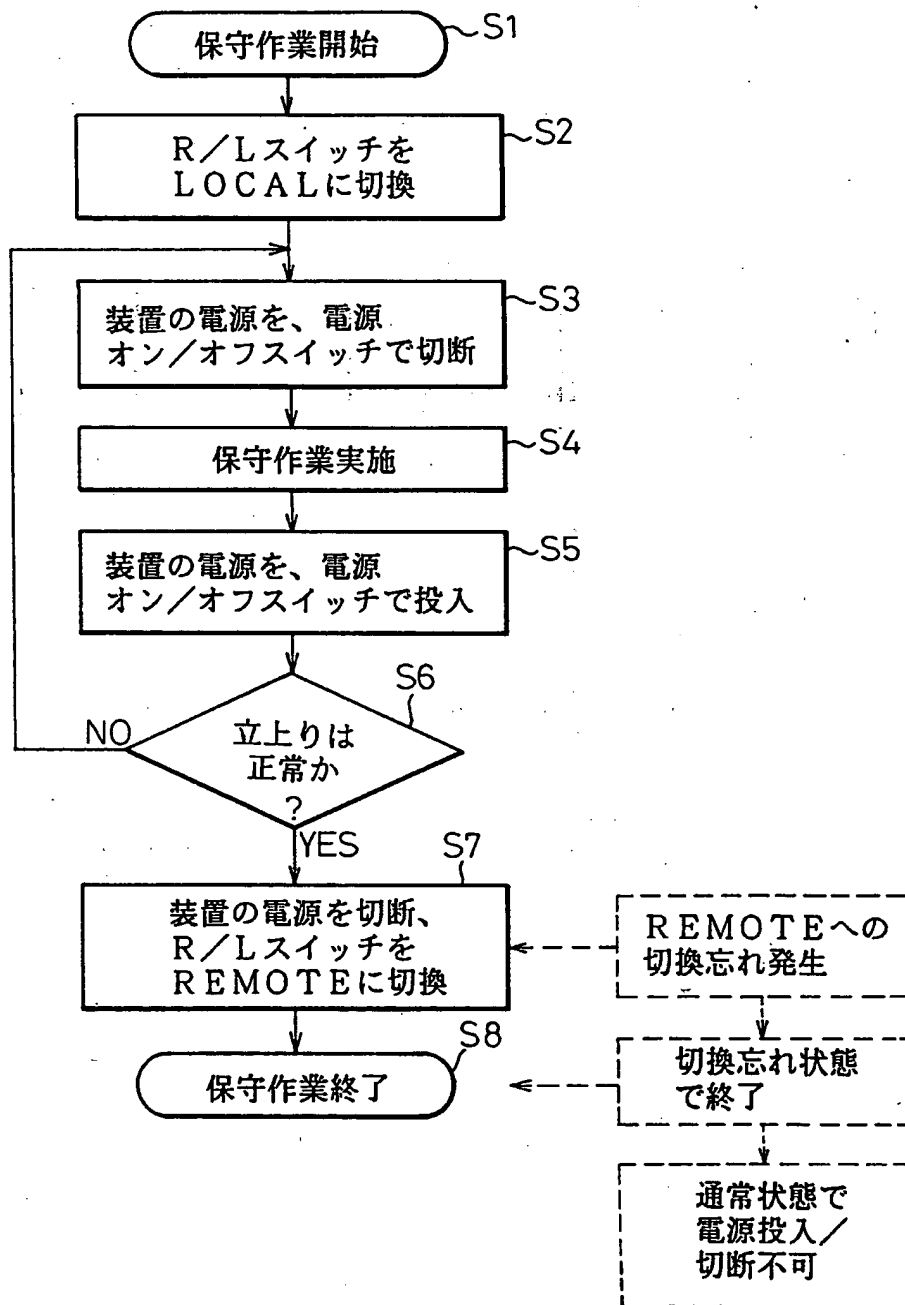 保守作業開始
S1
R/Lスイッチを
LOCALに切換
S2
装置の電源を、電源
オン/オフスイッチで切断
S3
保守作業実施
S4
装置の電源を、電源
オン/オフスイッチで投入
S5
立上りは
正常か
?
S6
NO
YES
装置の電源を切断、
R/Lスイッチを
REMOTEに切換
S7
REMOTEへの
切換忘れ発生
保守作業終了
S8
切換忘れ状態
で終了
通常状態で
電源投入/
切断不可